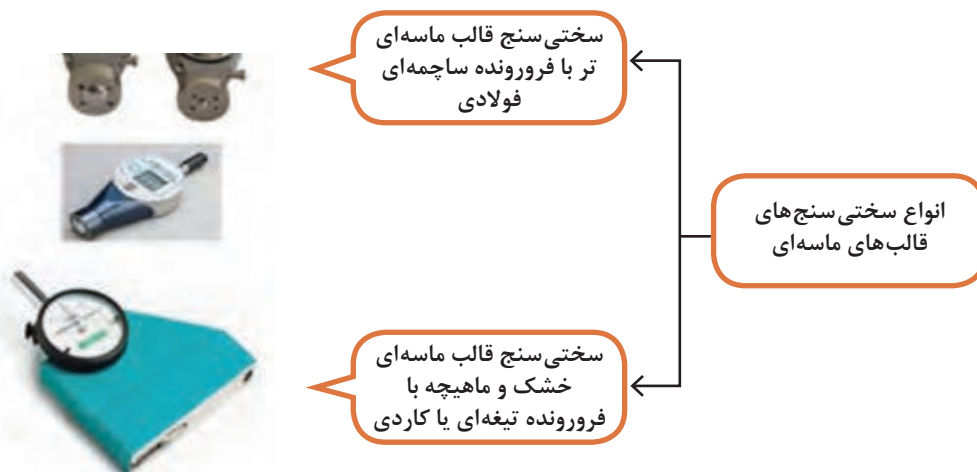 انواع سختی‌سنج‌های
قالب‌های ماسه‌ای
سختی‌سنج قالب ماسه‌ای
تر با فرورونده ساچمه‌ای
فولادی
سختی‌سنج قالب ماسه‌ای
خشک و ماهیچه با
فرورونده تیغه‌ای یا کاردی